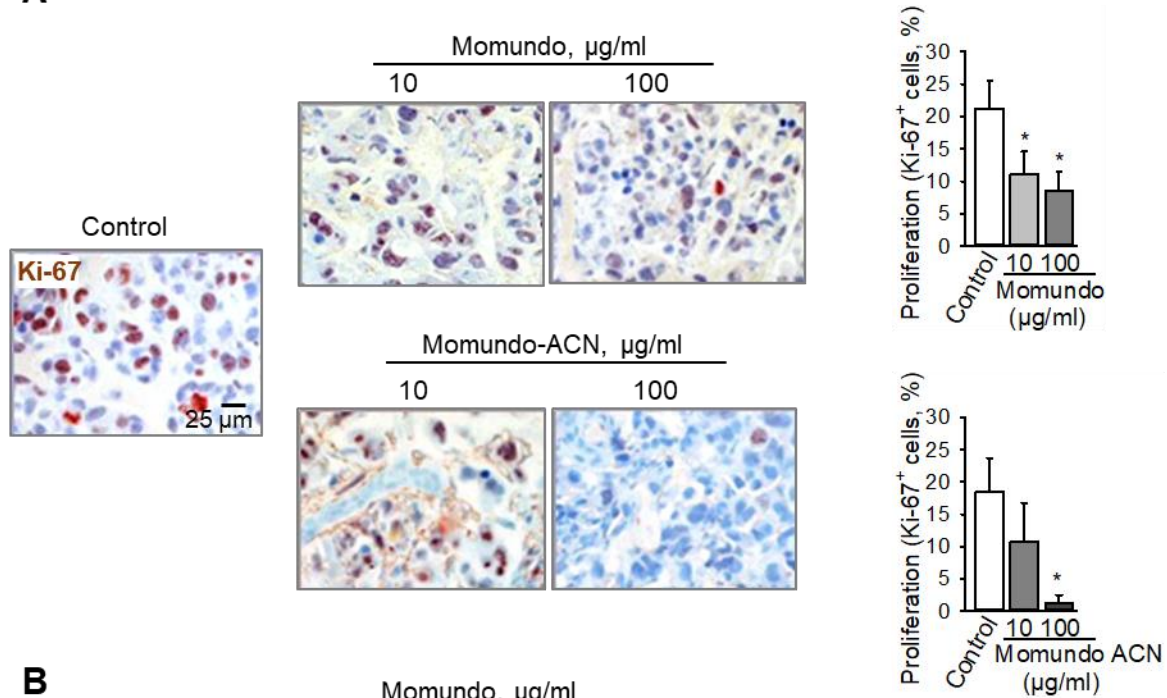 A
Momundo, µg/ml
10 100
Control
Ki-67
25 µm
Proliferation (Ki-67+ cells, %)
30
25
20
15
10
5
0
*
*
Control
10 100
Momundo
(µg/ml)
Momundo-ACN, µg/ml
10 100
Proliferation (Ki-67+ cells, %)
30
25
20
15
10
5
0
*
Control
10 100
Momundo ACN
(µg/ml)
B
Momundo, µg/ml